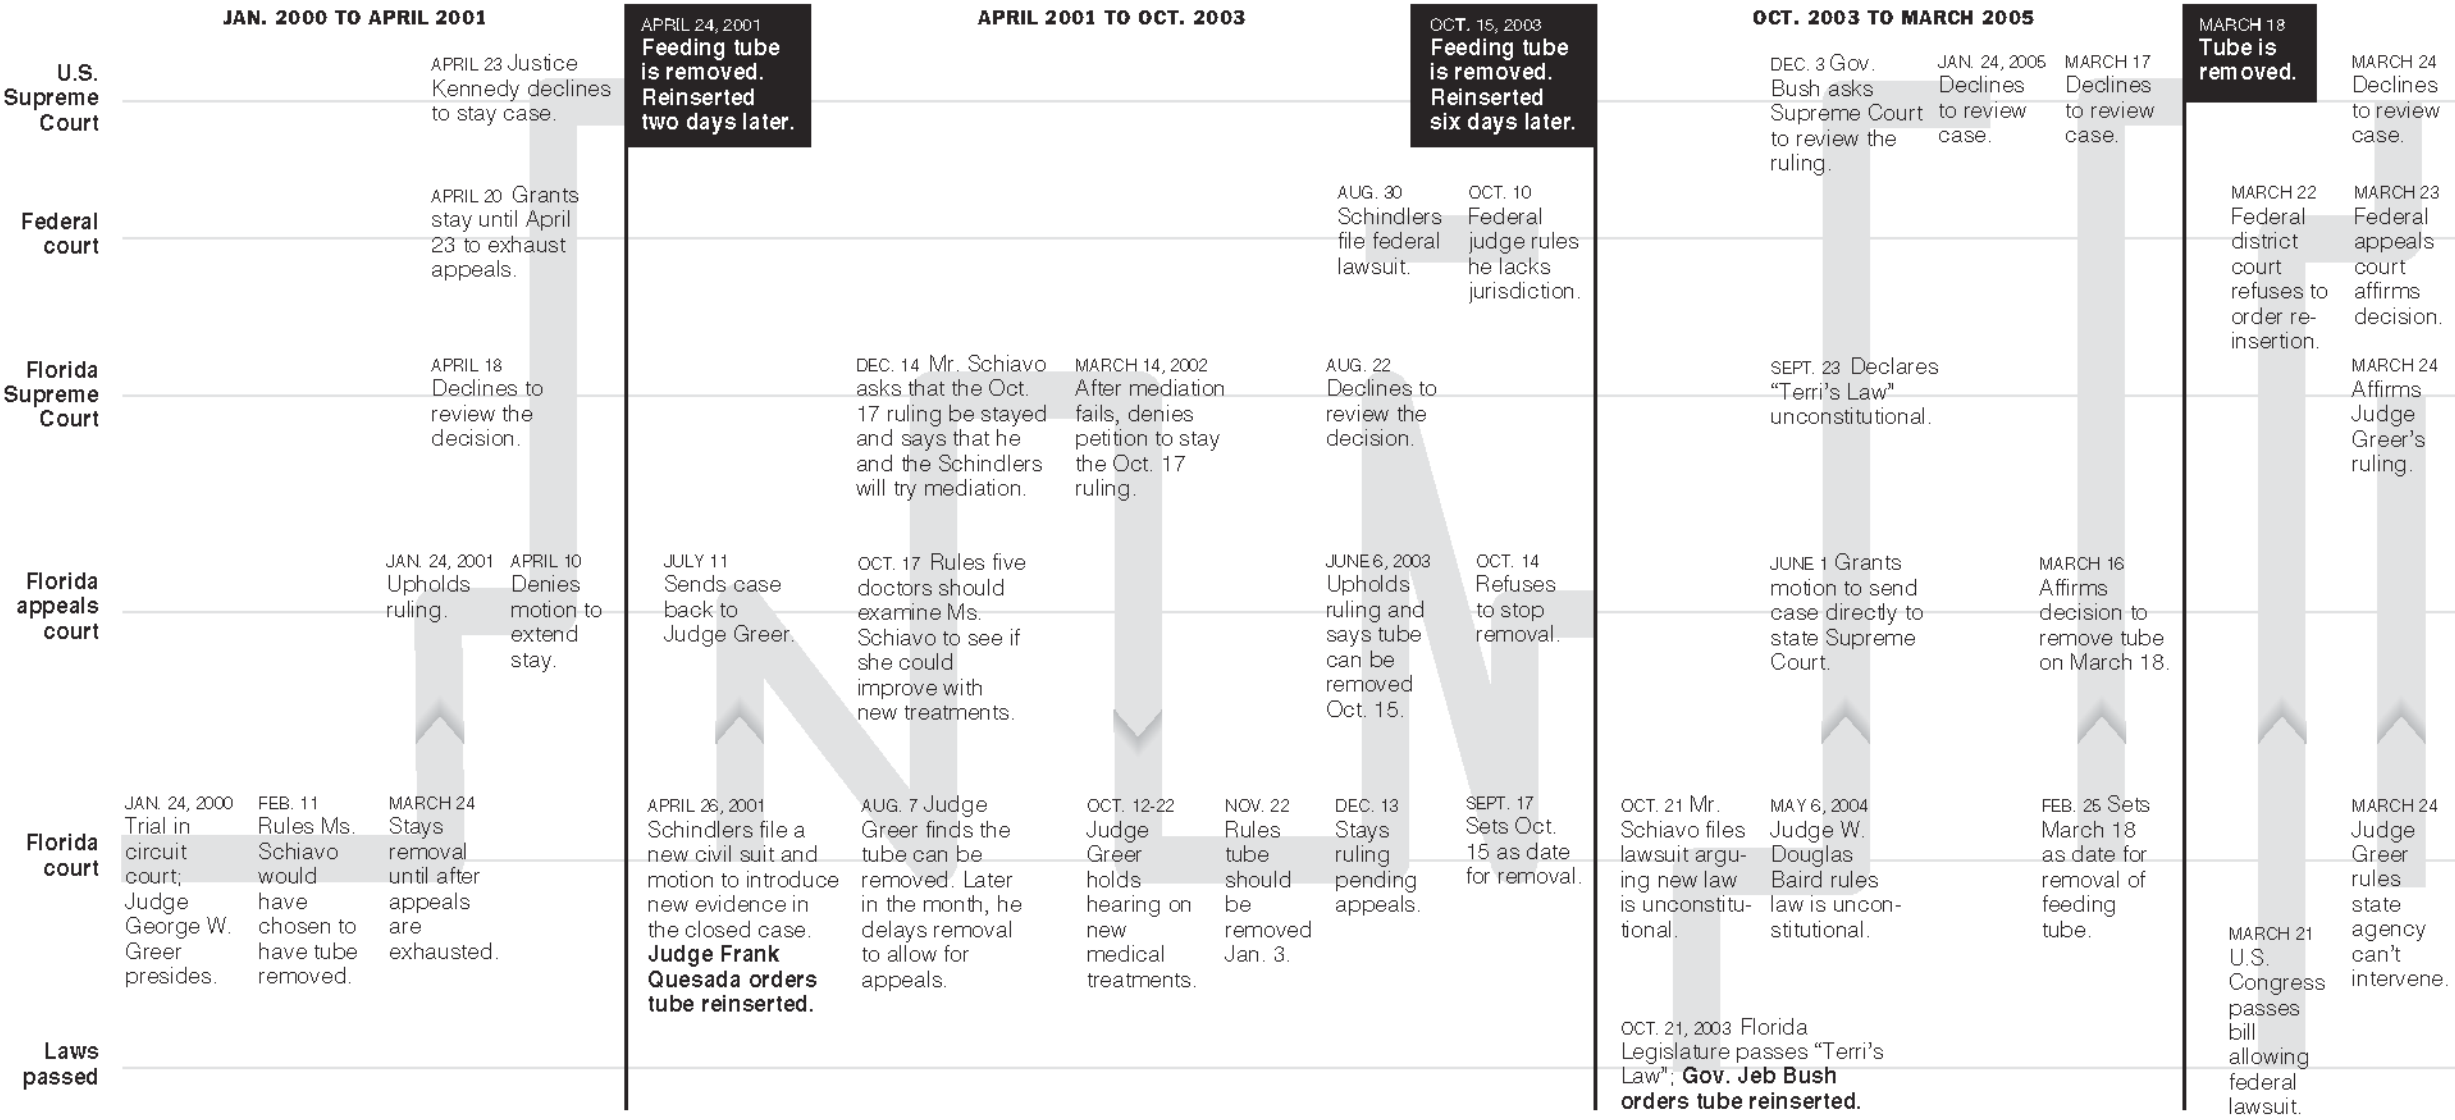 JAN. 2000 TO APRIL 2001
APRIL 24, 2001
Feeding tube
is removed.
Reinserted
two days later.
APRIL 2001 TO OCT. 2003
OCT. 15, 2003
Feeding tube
is removed.
Reinserted
six days later.
OCT. 2003 TO MARCH 2005
MARCH 18
Tube is
removed.
U.S.
Supreme
Court
APRIL 23 Justice
Kennedy declines
to stay case.
DEC. 3 Gov.
Bush asks
Supreme Court
to review the
ruling.
JAN. 24, 2005
Declines
to review
case.
MARCH 17
Declines
to review
case.
MARCH 24
Declines
to review
case.
Federal
court
APRIL 20 Grants
stay until April
23 to exhaust
appeals.
AUG. 30
Schindlers
file federal
lawsuit.
OCT. 10
Federal
judge rules
he lacks
jurisdiction.
MARCH 22
Federal
district
court
refuses to
order re-
insertion.
MARCH 23
Federal
appeals
court
affirms
decision.
Florida
Supreme
Court
APRIL 18
Declines to
review the
decision.
DEC. 14 Mr. Schiavo
asks that the Oct.
17 ruling be stayed
and says that he
and the Schindlers
will try mediation.
MARCH 14, 2002
After mediation
fails, denies
petition to stay
the Oct. 17
ruling.
AUG. 22
Declines to
review the
decision.
SEPT. 23 Declares
“Terri’s Law”
unconstitutional.
MARCH 24
Affirms
Judge
Greer’s
ruling.
Florida
appeals
court
JAN. 24, 2001
Upholds
ruling.
APRIL 10
Denies
motion to
extend
stay.
JULY 11
Sends case
back to
Judge Greer.
OCT. 17 Rules five
doctors should
examine Ms.
Schiavo to see if
she could
improve with
new treatments.
JUNE 6, 2003
Upholds
ruling and
says tube
can be
removed
Oct. 15.
OCT. 14
Refuses
to stop
removal.
JUNE 1 Grants
motion to send
case directly to
state Supreme
Court.
MARCH 16
Affirms
decision to
remove tube
on March 18.
Florida
court
JAN. 24, 2000
Trial in
circuit
court;
Judge
George W.
Greer
presides.
FEB. 11
Rules Ms.
Schiavo
would
have
chosen to
have tube
removed.
MARCH 24
Stays
removal
until after
appeals
are
exhausted.
APRIL 26, 2001
Schindlers file a
new civil suit and
motion to introduce
new evidence in
the closed case.
Judge Frank
Quesada orders
tube reinserted.
AUG. 7 Judge
Greer finds the
tube can be
removed. Later
in the month, he
delays removal
to allow for
appeals.
OCT. 12-22
Judge
Greer
holds
hearing on
new
medical
treatments.
NOV. 22
Rules
tube
should
be
removed
Jan. 3.
DEC. 13
Stays
ruling
pending
appeals.
SEPT. 17
Sets Oct.
15 as date
for removal.
OCT. 21 Mr.
Schiavo files
lawsuit argu-
ing new law
is unconstitu-
tional.
MAY 6, 2004
Judge W.
Douglas
Baird rules
law is uncon-
stitutional.
FEB. 25 Sets
March 18
as date for
removal of
feeding
tube.
MARCH 24
Judge
Greer
rules
state
agency
can’t
intervene.
Laws
passed
OCT. 21, 2003 Florida
Legislature passes “Terri’s
Law”; Gov. Jeb Bush
orders tube reinserted.
MARCH 21
U.S.
Congress
passes
bill
allowing
federal
lawsuit.